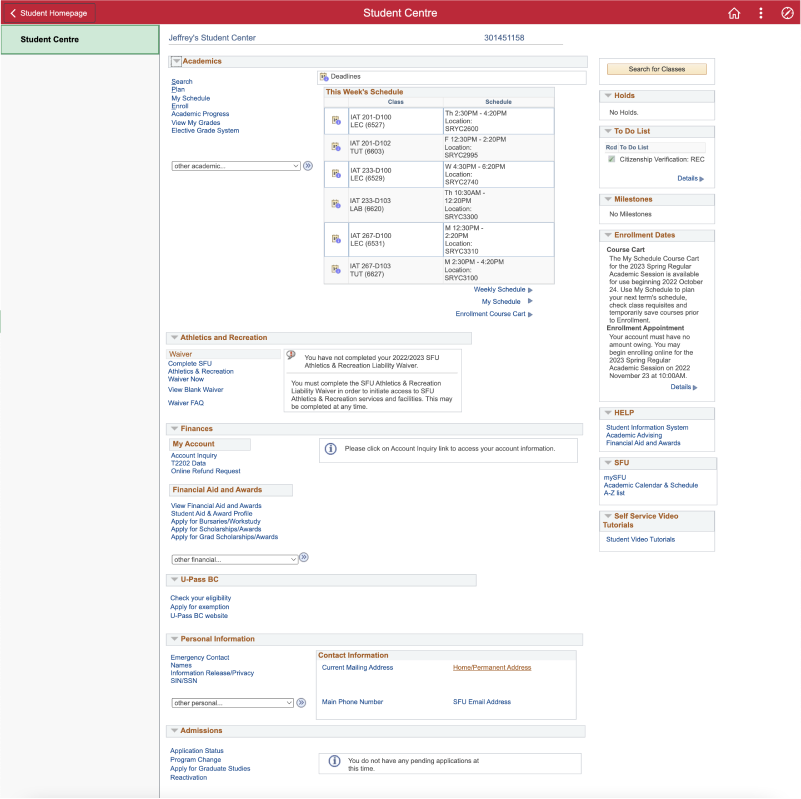 Student Homepage
Student Centre
Student Centre
Jeffrey's Student Center
301451158
Academics
Search
Plan
My Schedule
Enroll
Academic Progress
View My Grades
Elective Grade System
other academic...
Deadlines
This Week's Schedule
Class Schedule
IAT 201-D100
LEC (6527)
Th 2:30PM - 4:20PM
Location:
SRYC2600
IAT 201-D102
TUT (6603)
F 12:30PM - 2:20PM
Location:
SRYC2995
IAT 233-D100
LEC (6529)
W 4:30PM - 6:20PM
Location:
SRYC2740
IAT 233-D103
LAB (6620)
Th 10:30AM -
12:20PM
Location:
SRYC3300
IAT 267-D100
LEC (6531)
M 12:30PM -
2:20PM
Location:
SRYC3310
IAT 267-D103
TUT (6627)
M 2:30PM - 4:20PM
Location:
SRYC3100
Weekly Schedule
My Schedule
Enrollment Course Cart
Athletics and Recreation
Waiver
Complete SFU
Athletics & Recreation
Waiver Now
View Blank Waiver
Waiver FAQ
You have not completed your 2022/2023 SFU
Athletics & Recreation Liability Waiver.
You must complete the SFU Athletics & Recreation
Liability Waiver in order to initiate access to SFU
Athletics & Recreation services and facilities. This may
be completed at any time.
Finances
My Account
Account Inquiry
T2202 Data
Online Refund Request
Please click on Account Inquiry link to access your account information.
Financial Aid and Awards
View Financial Aid and Awards
Student Aid & Award Profile
Apply for Bursaries/Workstudy
Apply for Scholarships/Awards
Apply for Grad Scholarships/Awards
other financial...
U-Pass BC
Check your eligibility
Apply for exemption
U-Pass BC website
Personal Information
Emergency Contact
Names
Information Release/Privacy
SIN/SSN
other personal...
Contact Information
Current Mailing Address
Home/Permanent Address
Main Phone Number
SFU Email Address
Admissions
Application Status
Program Change
Apply for Graduate Studies
Reactivation
You do not have any pending applications at
this time.
Search for Classes
Holds
No Holds.
To Do List
Rcd To Do List
Citizenship Verification: REC
Details
Milestones
No Milestones
Enrollment Dates
Course Cart
The My Schedule Course Cart
for the 2023 Spring Regular
Academic Session is available
for use beginning 2022 October
24. Use My Schedule to plan
your next term's schedule,
check class requisites and
temporarily save courses prior
to Enrollment.
Enrollment Appointment
Your account must have no
amount owing. You may
begin enrolling online for the
2023 Spring Regular
Academic Session on 2022
November 23 at 10:00AM.
Details
HELP
Student Information System
Academic Advising
Financial Aid and Awards
SFU
mySFU
Academic Calendar & Schedule
A-Z list
Self Service Video
Tutorials
Student Video Tutorials